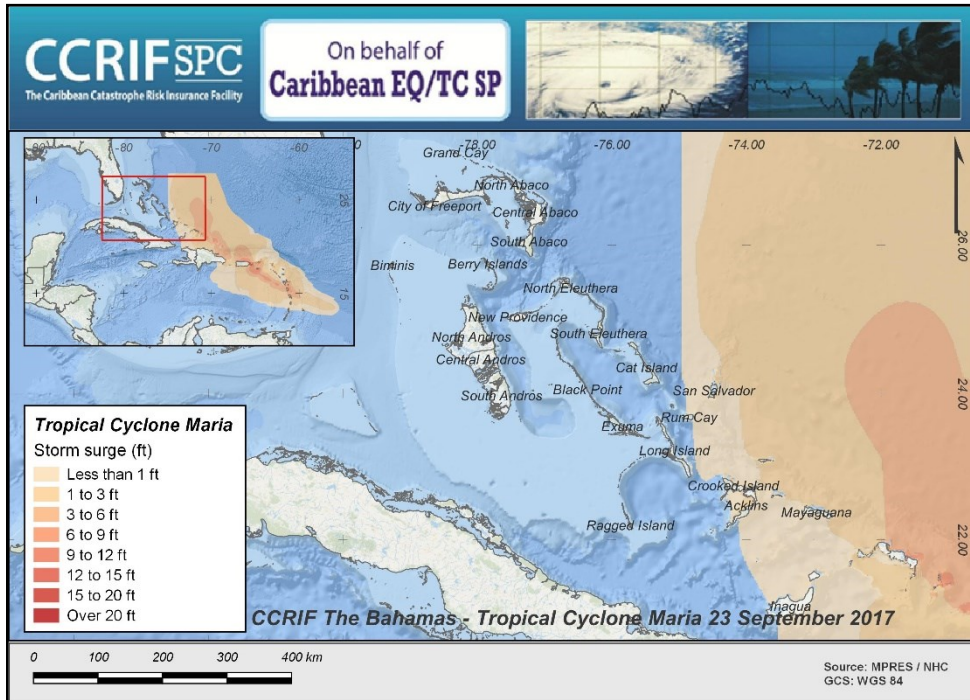 CCRIF SPC
The Caribbean Catastrophe Risk Insurance Facility
On behalf of
Caribbean EQ/TC SP
-90
-80
-70
-60
25
15
0
-78.00
-76.00
-74.00
-72.00
26.00
24.00
22.00
Grand Cay
North Abaco
City of Freeport
Central Abaco
South Abaco
Biminis
Berry Islands
North Eleuthera
New Providence
North Andros
South Eleuthera
Central Andros
Cat Island
South Andros
Black Point
San Salvador
Rum Cay
Exuma
Long Island
Crooked Island
Acklins
Mayaguana
Ragged Island
Inagua
Tropical Cyclone Maria
Storm surge (ft)
Less than 1 ft
1 to 3 ft
3 to 6 ft
6 to 9 ft
9 to 12 ft
12 to 15 ft
15 to 20 ft
Over 20 ft
CCRIF The Bahamas - Tropical Cyclone Maria 23 September 2017
0 100 200 300 400 km
Source: MPRES / NHC
GCS: WGS 84